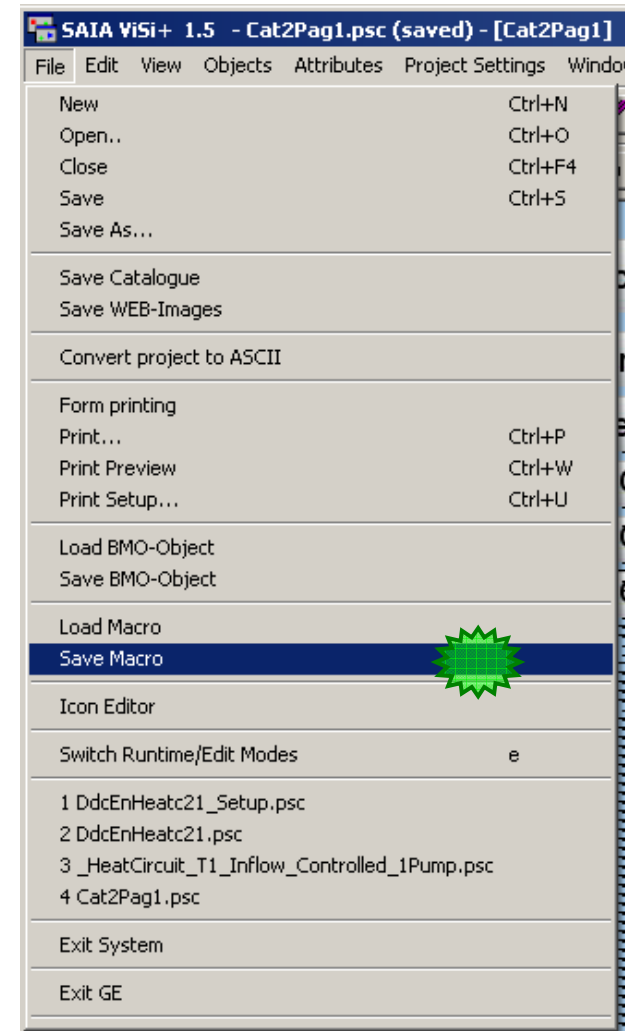 SAIA ViSi+ 1.5 - Cat2Pag1.psc (saved) - [Cat2Pag1]
File Edit View Objects Attributes Project Settings
New Ctrl+N
Open.. Ctrl+O
Close Ctrl+F4
Save Ctrl+S
Save As...
Save Catalogue
Save WEB-Images
Convert project to ASCII
Form printing
Print... Ctrl+P
Print Preview Ctrl+W
Print Setup... Ctrl+U
Load BMO-Object
Save BMO-Object
Load Macro
Save Macro
Icon Editor
Switch Runtime/Edit Modes e
1 DdcEnHeatc21_Setup.psc
2 DdcEnHeatc21.psc
3 _HeatCircuit_T1_Inflow_Controlled_1Pump.psc
4 Cat2Pag1.psc
Exit System
Exit GE